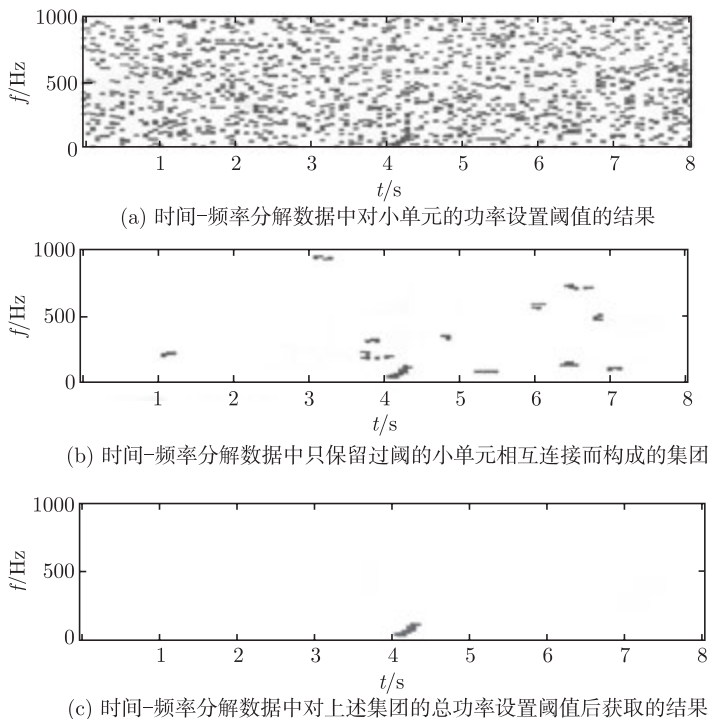 1000
500
0
f/Hz
1 2 3 4 5 6 7 8
t/s
(a) 时间-频率分解数据中对小单元的功率设置阈值的结果
1000
500
0
f/Hz
1 2 3 4 5 6 7 8
t/s
(b) 时间-频率分解数据中只保留过阈的小单元相互连接而构成的集团
1000
500
0
f/Hz
1 2 3 4 5 6 7 8
t/s
(c) 时间-频率分解数据中对上述集团的总功率设置阈值后获取的结果